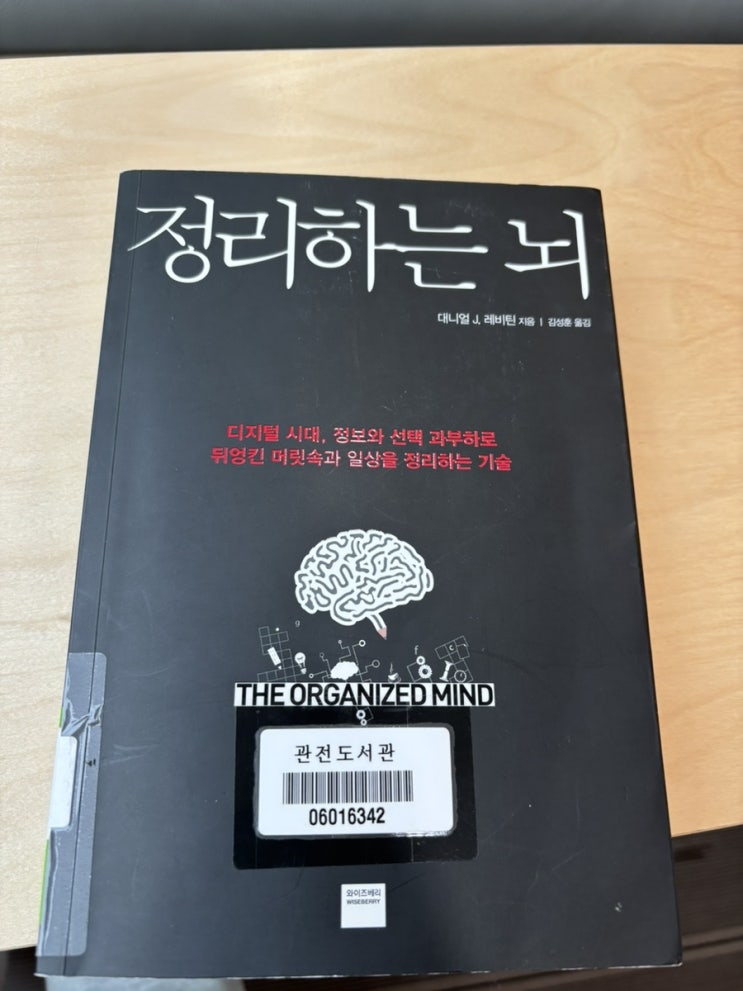 정리하는 뇌
대니얼 J. 레비틴 지음 | 김성훈 옮김
디지털 시대, 정보와 선택 과부하로
뒤엉킨 머릿속과 일상을 정리하는 기술
THE ORGANIZED MIND
관전도서관
06016342
와이즈베리
WISEBERRY